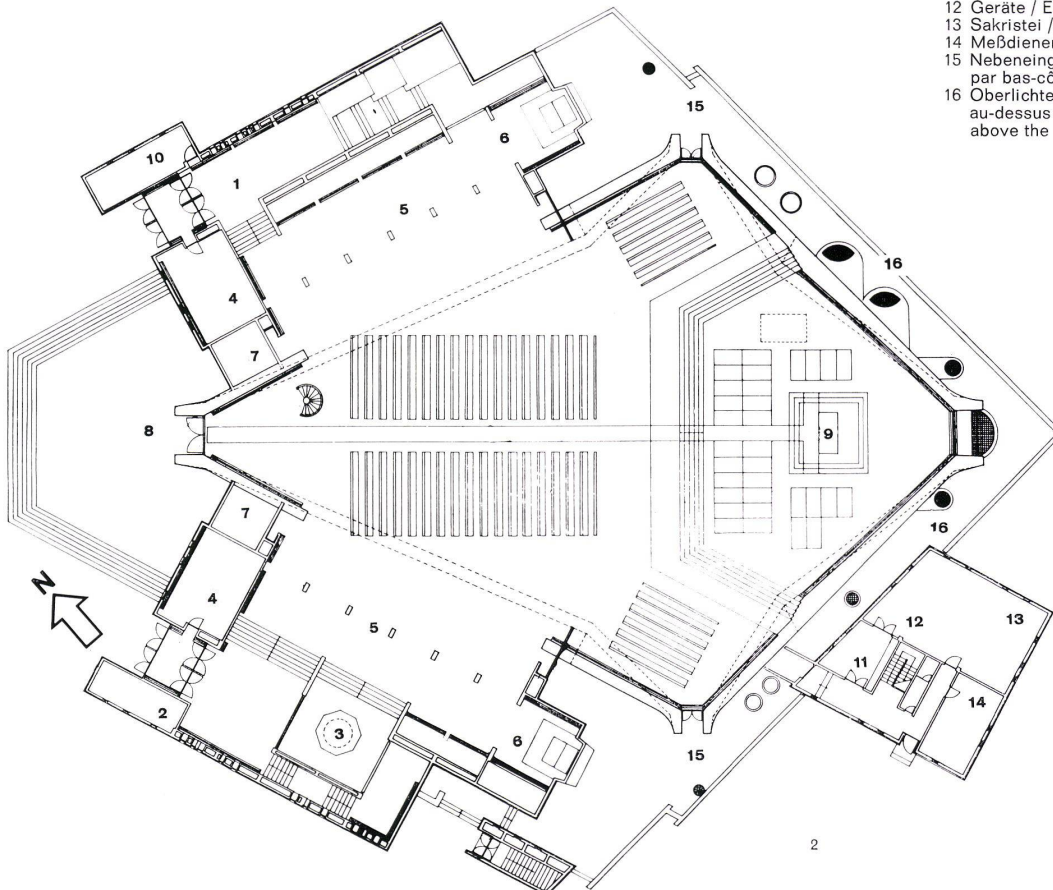 12 Geräte / E
13 Sakristei /
14 Meßdiener
15 Nebeneing
par bas-cô
16 Oberlichte
au-dessus
above the
15
6
10
1
5
16
4
7
8
9
7
16
N
4
12
13
5
11
14
2
3
6
15
2